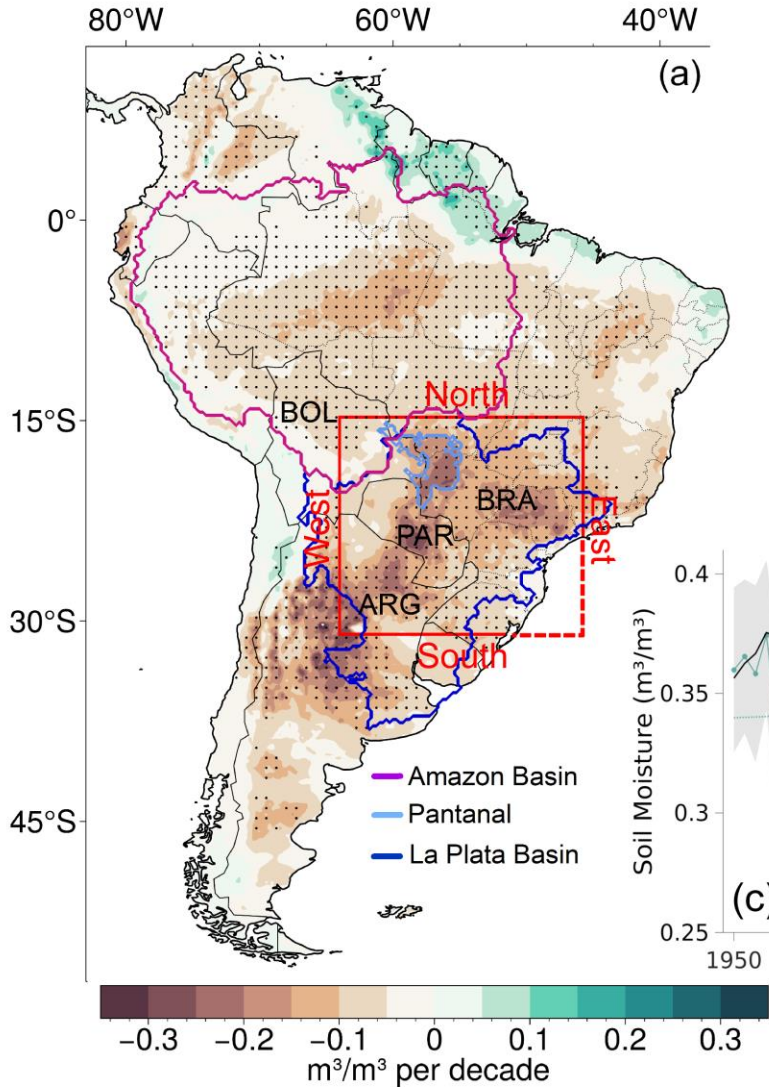 80°W 60°W 40°W
(a)
0°
North
15°S
BOL
BRA
West
East
PAR
ARG
30°S
South
0.4
0.35
0.3
0.25
Soil Moisture (m³/m³)
Amazon Basin
Pantanal
La Plata Basin
45°S
(c)
1950
−0.3 −0.2 −0.1 0 0.1 0.2 0.3
m³/m³ per decade